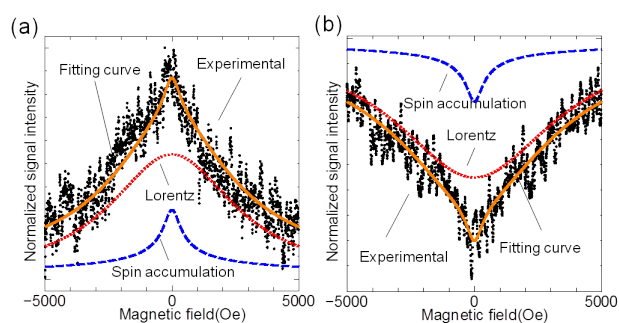 (a)
Normalized signal intensity
Fitting curve
Experimental
Lorentz
Spin accumulation
−5000
0
5000
Magnetic field(Oe)
(b)
Normalized signal intensity
Spin accumulation
Lorentz
Experimental
Fitting curve
−5000
0
5000
Magnetic field(Oe)